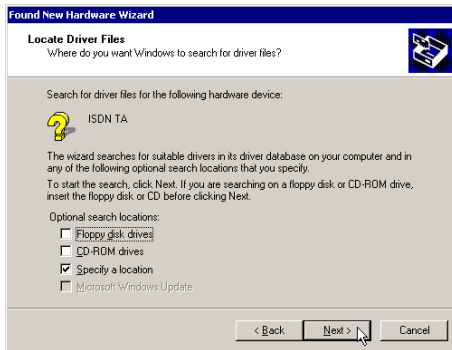 Found New Hardware Wizard
Locate Driver Files
Where do you want Windows to search for driver files?
Search for driver files for the following hardware device:
ISDN TA
The wizard searches for suitable drivers in its driver database on your computer and in
any of the following optional search locations that you specify.
To start the search, click Next. If you are searching on a floppy disk or CD-ROM drive,
insert the floppy disk or CD before clicking Next.
Optional search locations:
Floppy disk drives
CD-ROM drives
Specify a location
Microsoft Windows Update
< Back Next > Cancel